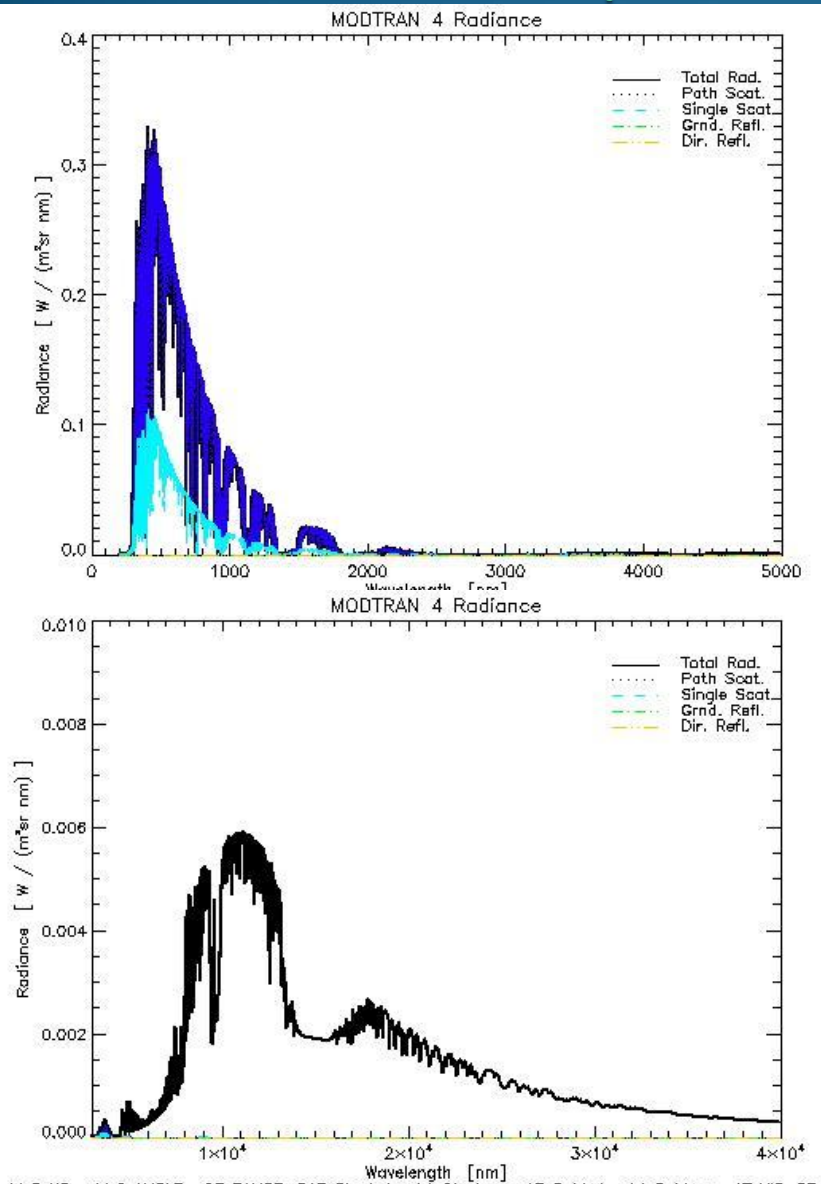 MODTRAN 4 Radiance
0.4
0.3
0.2
0.1
0.0
Radiance [ W / (m²sr nm) ]
Total Rad.
Path Scat.
Single Scat.
Grnd. Refl.
Dir. Refl.
0 1000 2000 3000 4000 5000
Wavelength [nm]
MODTRAN 4 Radiance
0.010
0.008
0.006
0.004
0.002
0.000
Radiance [ W / (m²sr nm) ]
Total Rad.
Path Scat.
Single Scat.
Grnd. Refl.
Dir. Refl.
1×10⁴ 2×10⁴ 3×10⁴ 4×10⁴
Wavelength [nm]